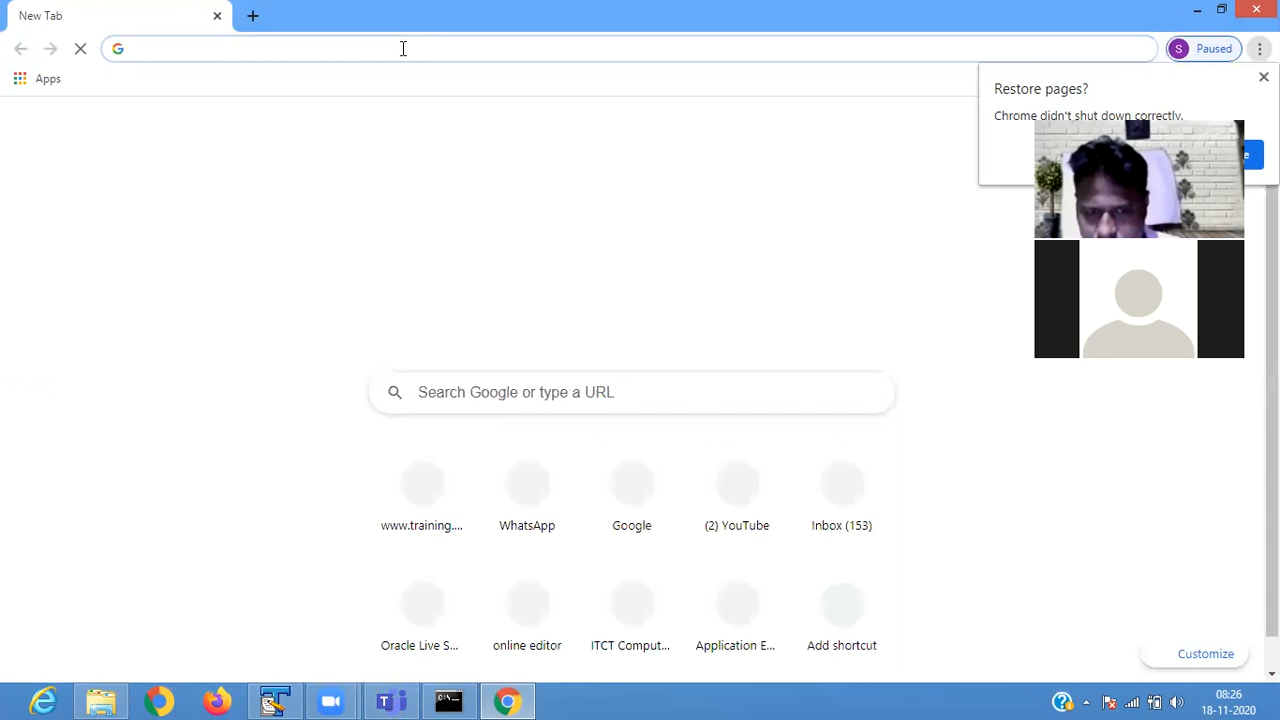 New Tab
S
Paused
Apps
Restore pages?
Chrome didn't shut down correctly.
Search Google or type a URL
www.training....
WhatsApp
Google
(2) YouTube
Inbox (153)
Oracle Live S...
online editor
ITCT Comput...
Application E...
Add shortcut
Customize
08:26
18-11-2020